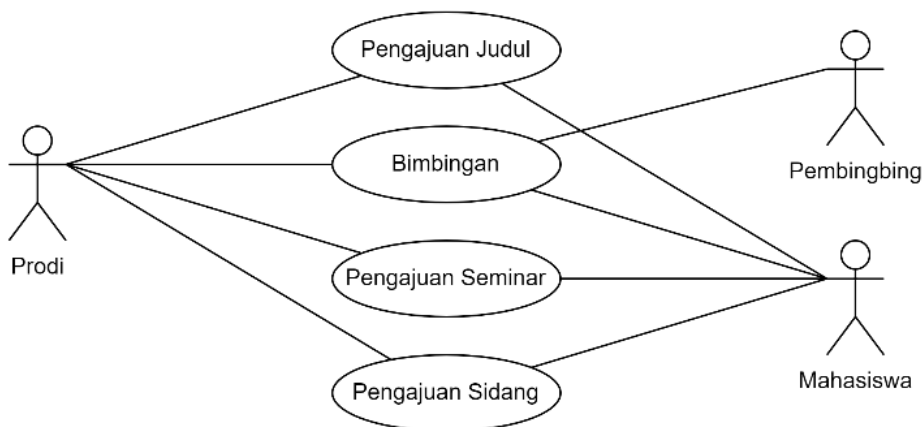 Pengajuan Judul
Bimbingan
Pembingbing
Prodi
Pengajuan Seminar
Pengajuan Sidang
Mahasiswa